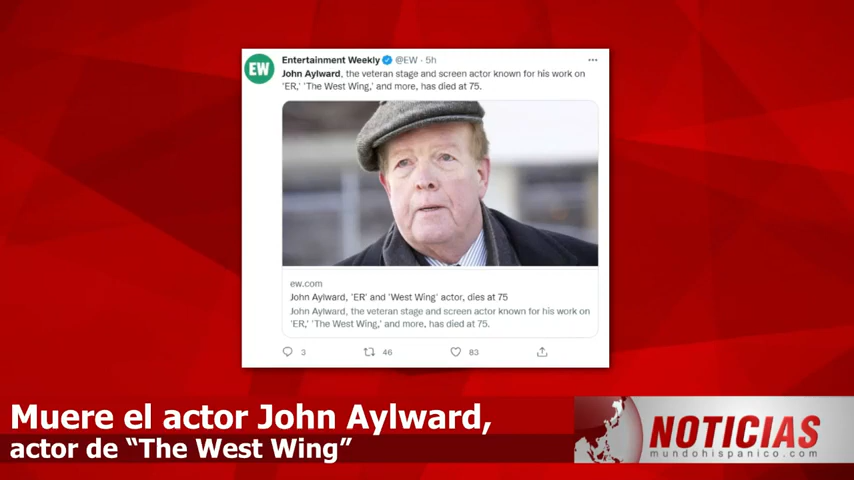 Entertainment Weekly @EW · 5h
EW
John Aylward, the veteran stage and screen actor known for his work on
'ER,' 'The West Wing,' and more, has died at 75.
ew.com
John Aylward, 'ER' and 'West Wing' actor, dies at 75
John Aylward, the veteran stage and screen actor known for his work on
'ER,' 'The West Wing,' and more, has died at 75.
3 46 83
Muere el actor John Aylward,
actor de “The West Wing”
NOTICIAS
mundohispanico.com